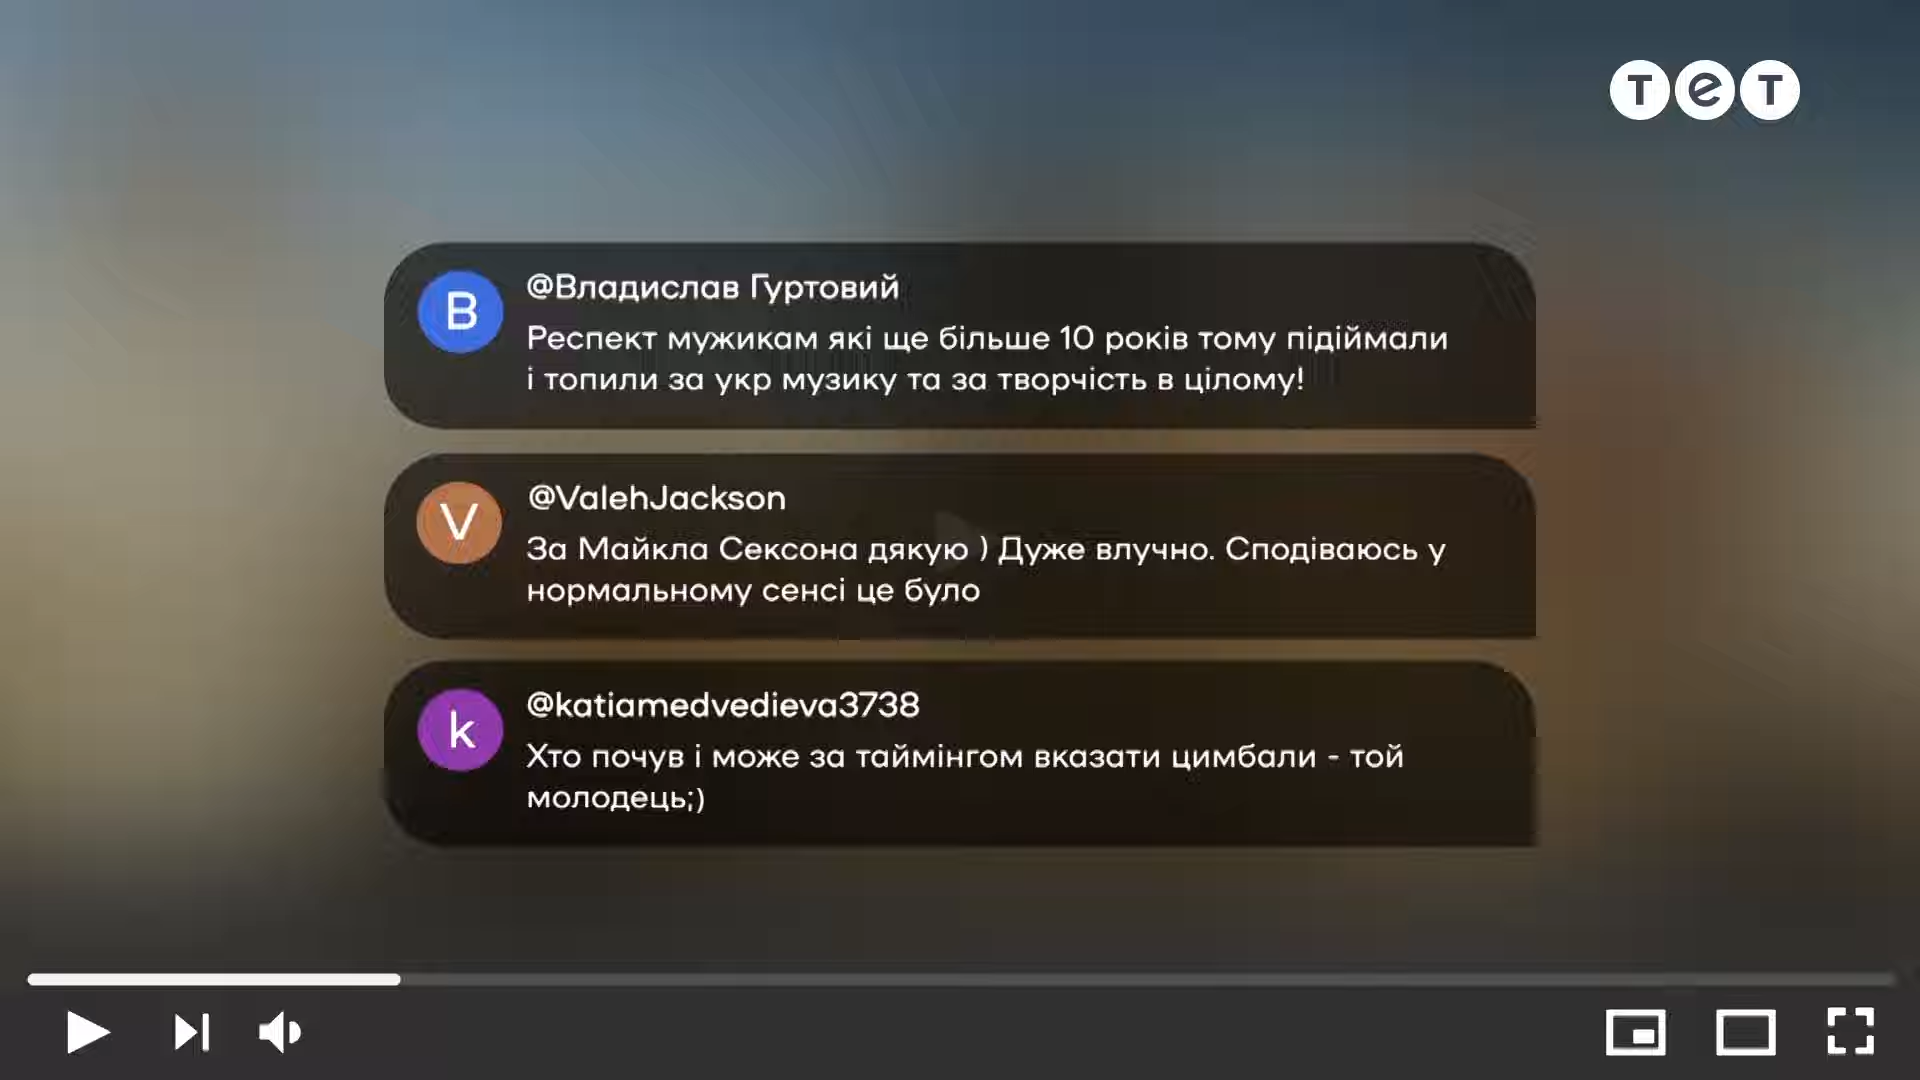 тет
В
@Владислав Гуртовий
Респект мужикам які ще більше 10 років тому підіймали
і топили за укр музику та за творчість в цілому!
V
@ValehJackson
За Майкла Сексона дякую ) Дуже влучно. Сподіваюсь у
нормальному сенсі це було
k
@katiamedvedieva3738
Хто почув і може за таймінгом вказати цимбали - той
молодець;)